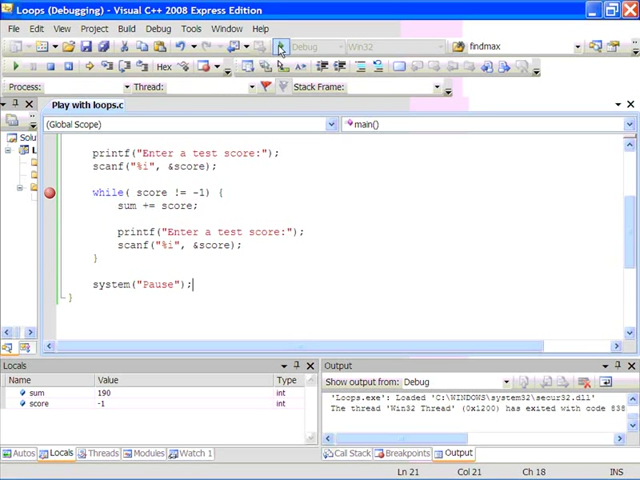 Loops (Debugging) - Visual C++ 2008 Express Edition
File Edit View Project Build Debug Tools Window Help
Debug Win32 findmax
Hex
Process: Thread: Stack Frame:
Play with loops.c
(Global Scope) main()
Solu
printf("Enter a test score:");
scanf("%i", &score);
while( score != -1) {
sum += score;
printf("Enter a test score:");
scanf("%i", &score);
}
system("Pause");
}
Locals
Name Value Type
sum 190 int
score -1 int
Output
Show output from: Debug
'Loops.exe': Loaded 'C:\WINDOWS\system32\secur32.dll'
The thread 'Win32 Thread' (0x1200) has exited with code 838
Autos Locals Threads Modules Watch 1
Call Stack Breakpoints Output
Ln 21 Col 21 Ch 18